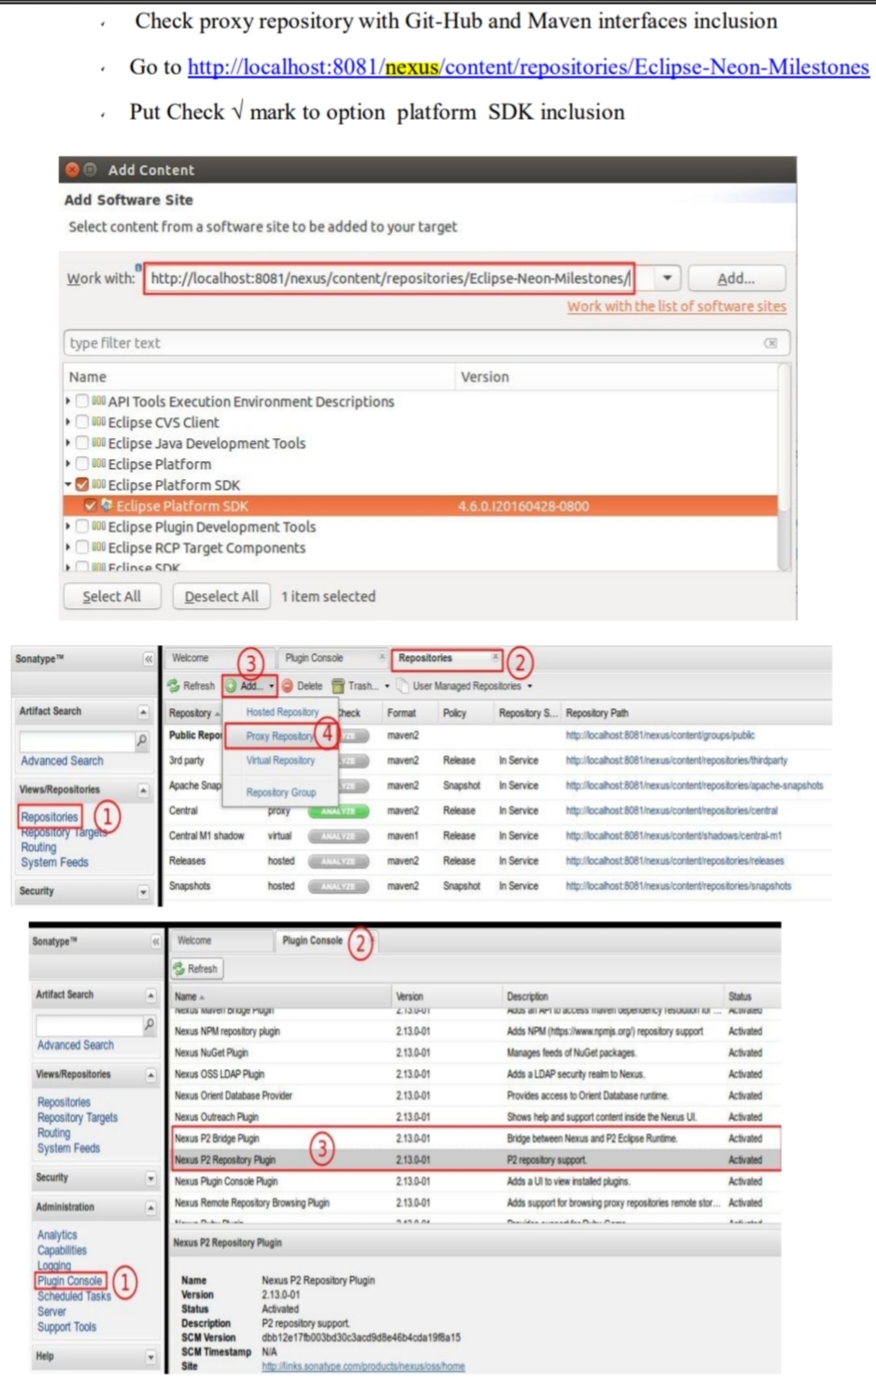 Check proxy repository with Git-Hub and Maven interfaces inclusion
Go to http://localhost:8081/nexus/content/repositories/Eclipse-Neon-Milestones
Put Check √ mark to option platform SDK inclusion
Add Content
Add Software Site
Select content from a software site to be added to your target
Work with: http://localhost:8081/nexus/content/repositories/Eclipse-Neon-Milestones/ Add...
Work with the list of software sites
type filter text
Name Version
API Tools Execution Environment Descriptions
Eclipse CVS Client
Eclipse Java Development Tools
Eclipse Platform
Eclipse Platform SDK
Eclipse Platform SDK 4.6.0.I20160428-0800
Eclipse Plugin Development Tools
Eclipse RCP Target Components
Eclipse SDK
Select All Deselect All 1 item selected
Sonatype™ « Welcome 3 Plugin Console Repositories 2
Refresh Add... Delete Trash... User Managed Repositories
Artifact Search Repository Hosted Repository Check Format Policy Repository S... Repository Path
Public Repo Proxy Repository 4 maven2 http://localhost:8081/nexus/content/groups/public
Advanced Search 3rd party Virtual Repository maven2 Release In Service http://localhost:8081/nexus/content/repositories/thirdparty
Views/Repositories Apache Snap Repository Group maven2 Snapshot In Service http://localhost:8081/nexus/content/repositories/apache-snapshots
Repositories 1 Central proxy ANALYZE maven2 Release In Service http://localhost:8081/nexus/content/repositories/central
Repository Targets
Routing Central M1 shadow virtual ANALYZE maven1 Release In Service http://localhost:8081/nexus/content/shadows/central-m1
System Feeds Releases hosted ANALYZE maven2 Release In Service http://localhost:8081/nexus/content/repositories/releases
Security Snapshots hosted ANALYZE maven2 Snapshot In Service http://localhost:8081/nexus/content/repositories/snapshots
Sonatype™ « Welcome Plugin Console 2
Refresh
Artifact Search Name Version Description Status
Nexus Maven Bridge Plugin 2.13.0-01 Adds an API to access maven dependency resolution for ... Activated
Nexus NPM repository plugin 2.13.0-01 Adds NPM (https://www.npmjs.org/) repository support Activated
Advanced Search Nexus NuGet Plugin 2.13.0-01 Manages feeds of NuGet packages. Activated
Views/Repositories Nexus OSS LDAP Plugin 2.13.0-01 Adds a LDAP security realm to Nexus. Activated
Repositories Nexus Orient Database Provider 2.13.0-01 Provides access to Orient Database runtime. Activated
Repository Targets Nexus Outreach Plugin 2.13.0-01 Shows help and support content inside the Nexus UI. Activated
Routing Nexus P2 Bridge Plugin 3 2.13.0-01 Bridge between Nexus and P2 Eclipse Runtime. Activated
System Feeds Nexus P2 Repository Plugin 2.13.0-01 P2 repository support. Activated
Security Nexus Plugin Console Plugin 2.13.0-01 Adds a UI to view installed plugins. Activated
Administration Nexus Remote Repository Browsing Plugin 2.13.0-01 Adds support for browsing proxy repositories remote stor... Activated
Analytics
Capabilities Nexus P2 Repository Plugin
Logging
Plugin Console 1 Name Nexus P2 Repository Plugin
Scheduled Tasks Version 2.13.0-01
Server Status Activated
Support Tools Description P2 repository support.
SCM Version dbb12e17fb003bd30c3acd9d8e46b4cda19f8a15
Help SCM Timestamp N/A
Site http://links.sonatype.com/products/nexus/oss/home